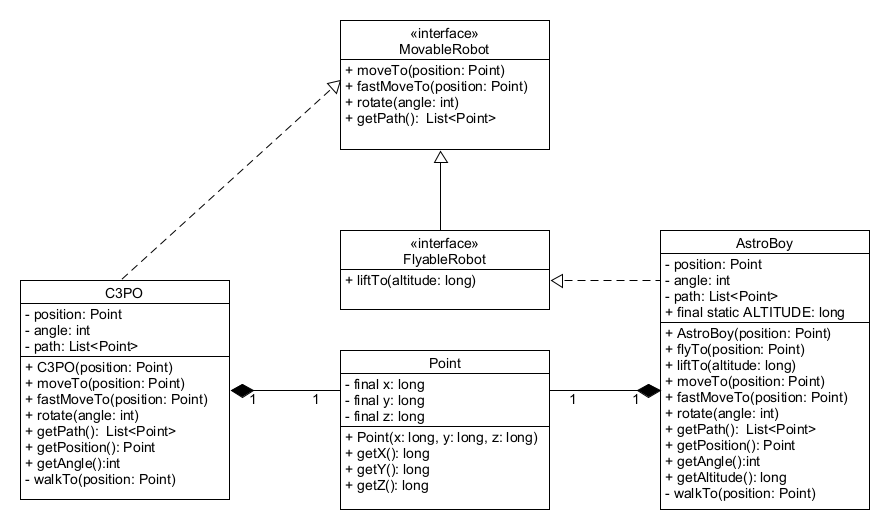 «interface»
MovableRobot
+ moveTo(position: Point)
+ fastMoveTo(position: Point)
+ rotate(angle: int)
+ getPath():  List<Point>
«interface»
FlyableRobot
+ liftTo(altitude: long)
AstroBoy
- position: Point
- angle: int
- path: List<Point>
+ final static ALTITUDE: long
+ AstroBoy(position: Point)
+ flyTo(position: Point)
+ liftTo(altitude: long)
+ moveTo(position: Point)
+ fastMoveTo(position: Point)
+ rotate(angle: int)
+ getPath():  List<Point>
+ getPosition(): Point
+ getAngle():int
+ getAltitude(): long
- walkTo(position: Point)
C3PO
- position: Point
- angle: int
- path: List<Point>
+ C3PO(position: Point)
+ moveTo(position: Point)
+ fastMoveTo(position: Point)
+ rotate(angle: int)
+ getPath():  List<Point>
+ getPosition(): Point
+ getAngle():int
- walkTo(position: Point)
Point
- final x: long
- final y: long
- final z: long
+ Point(x: long, y: long, z: long)
+ getX(): long
+ getY(): long
+ getZ(): long
1
1
1
1